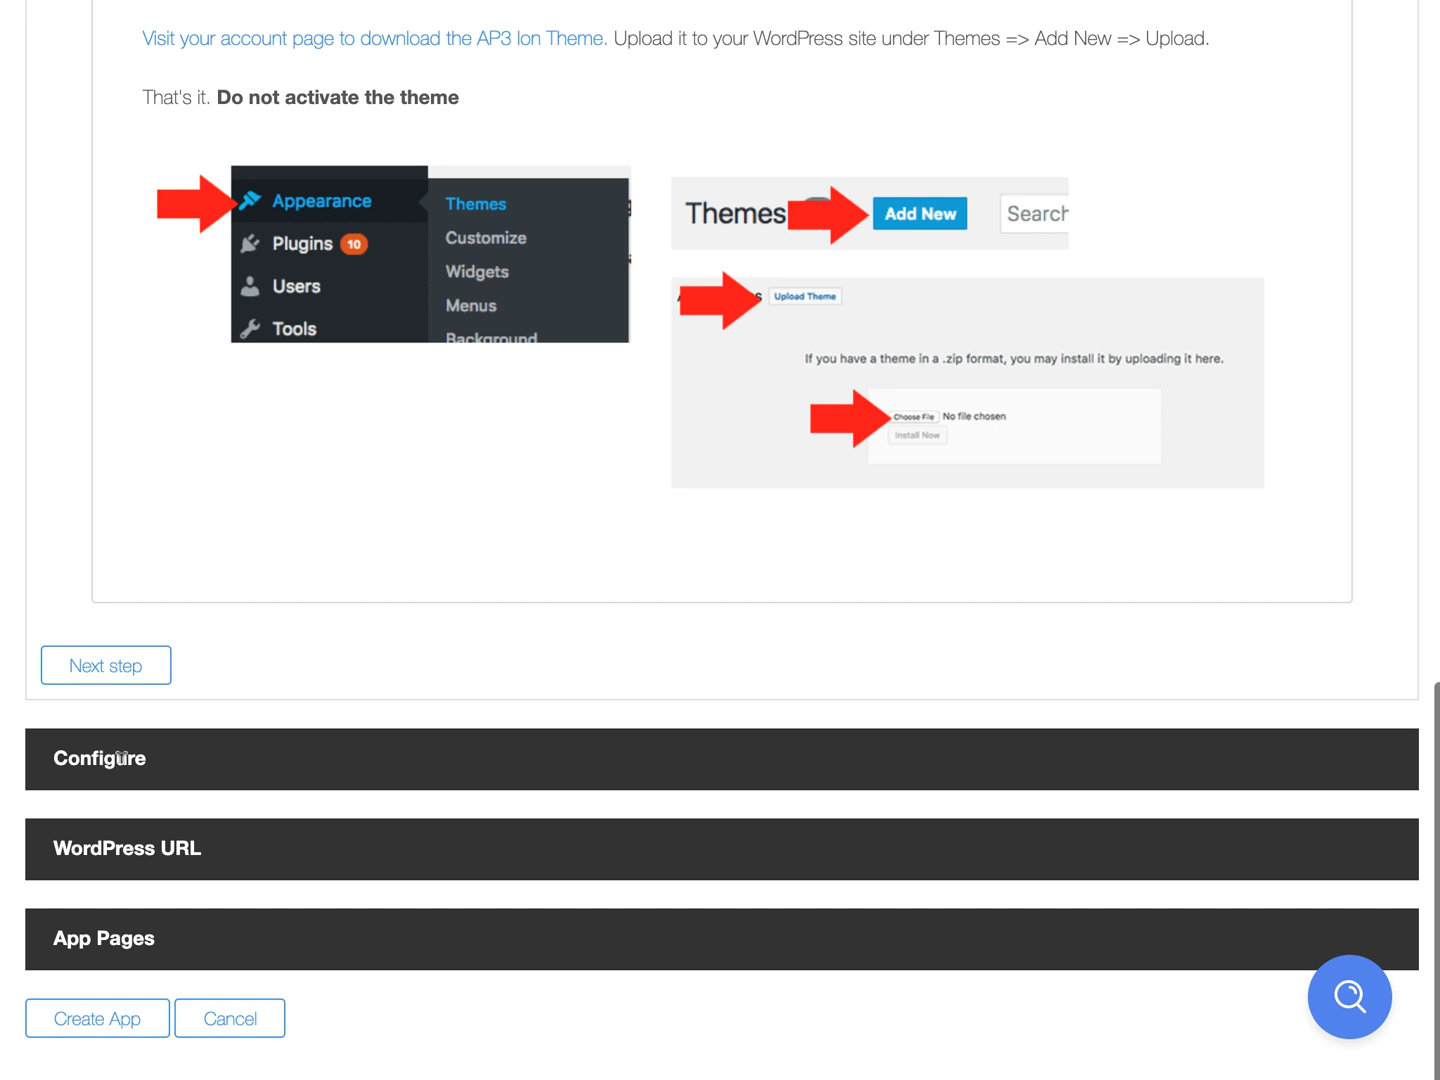 Visit your account page to download the AP3 Ion Theme. Upload it to your WordPress site under Themes => Add New => Upload.
That's it. Do not activate the theme
Appearance
Plugins 10
Users
Tools
Themes
Customize
Widgets
Menus
Background
Themes
Add New
Search
Upload Theme
If you have a theme in a .zip format, you may install it by uploading it here.
Choose File No file chosen
Install Now
Next step
Configure
WordPress URL
App Pages
Create App
Cancel